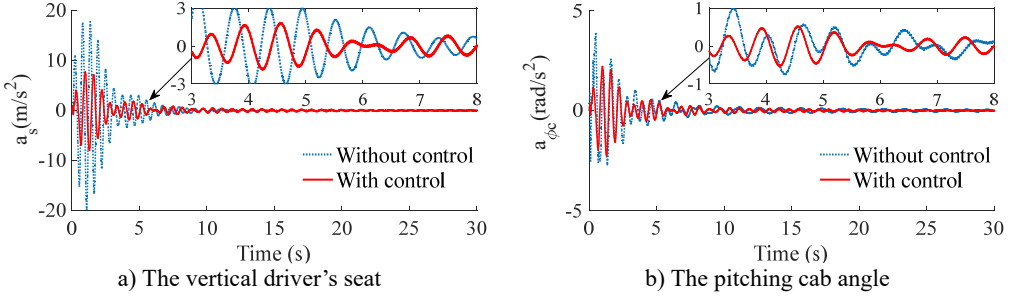 20
10
0
-10
-20
a_s (m/s²)
3
0
-3
3 4 5 6 7 8
Without control
With control
0 5 10 15 20 25 30
Time (s)
a) The vertical driver's seat
5
0
-5
a_ϕc (rad/s²)
1
0
-1
3 4 5 6 7 8
Without control
With control
0 5 10 15 20 25 30
Time (s)
b) The pitching cab angle